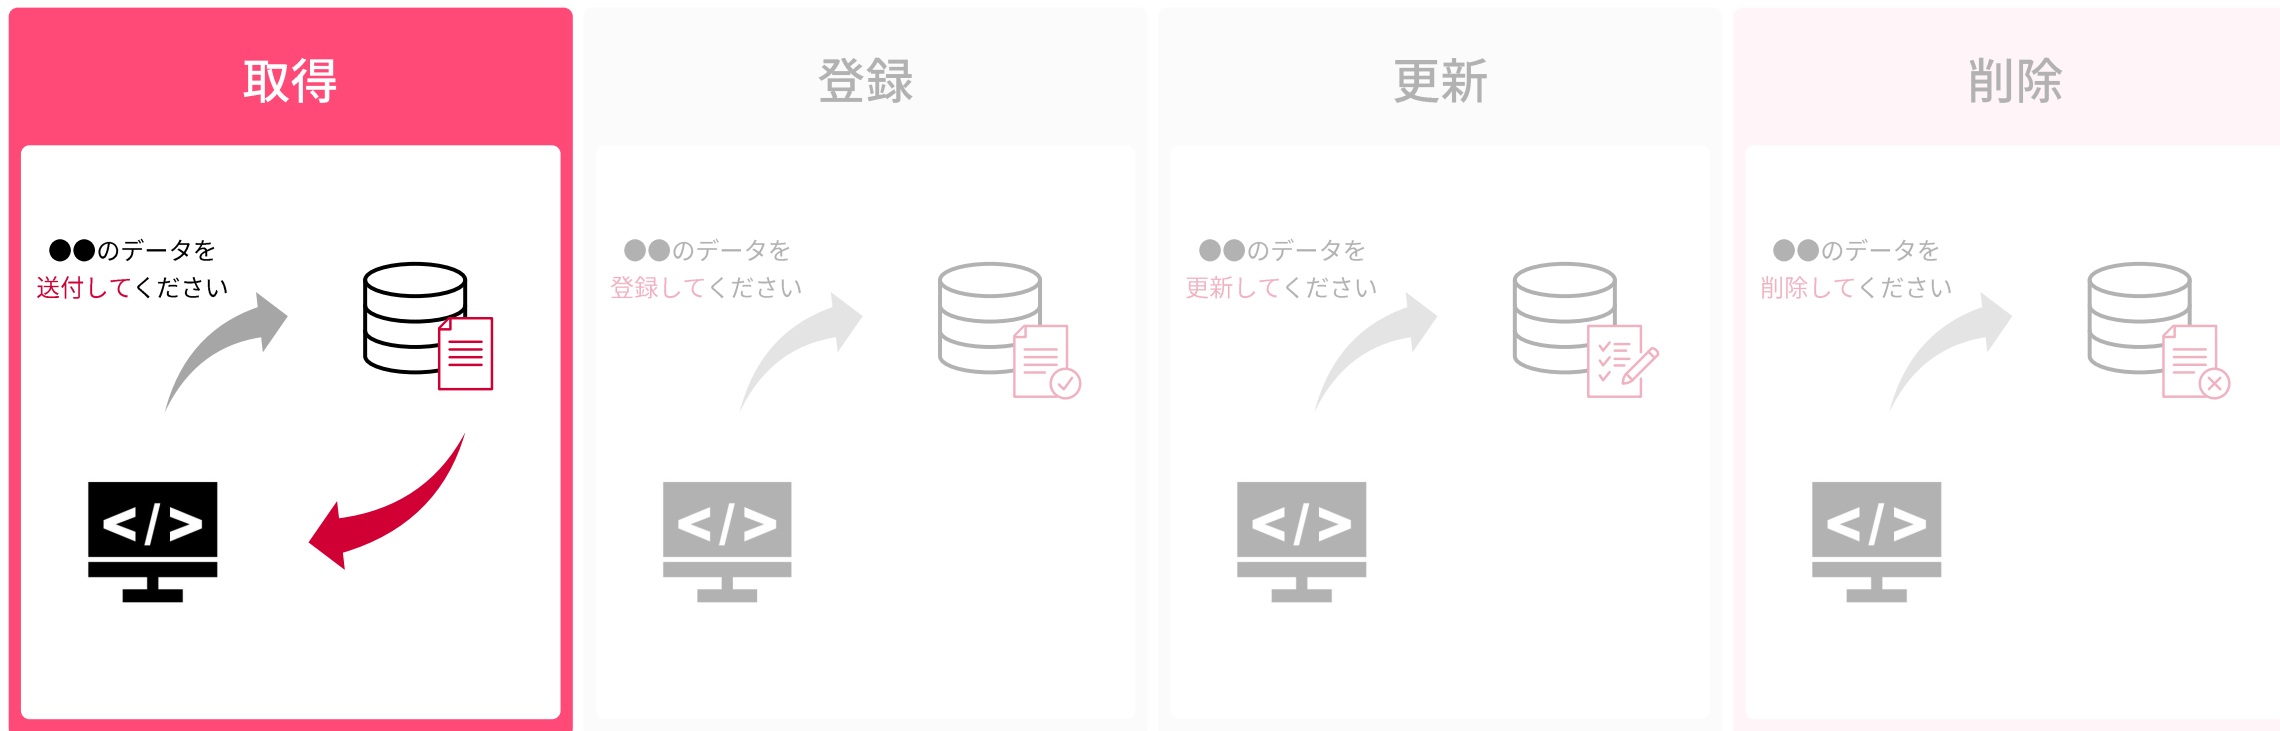 取得
●●のデータを
送付してください
</>
登録
●●のデータを
登録してください
</>
更新
●●のデータを
更新してください
</>
削除
●●のデータを
削除してください
</>